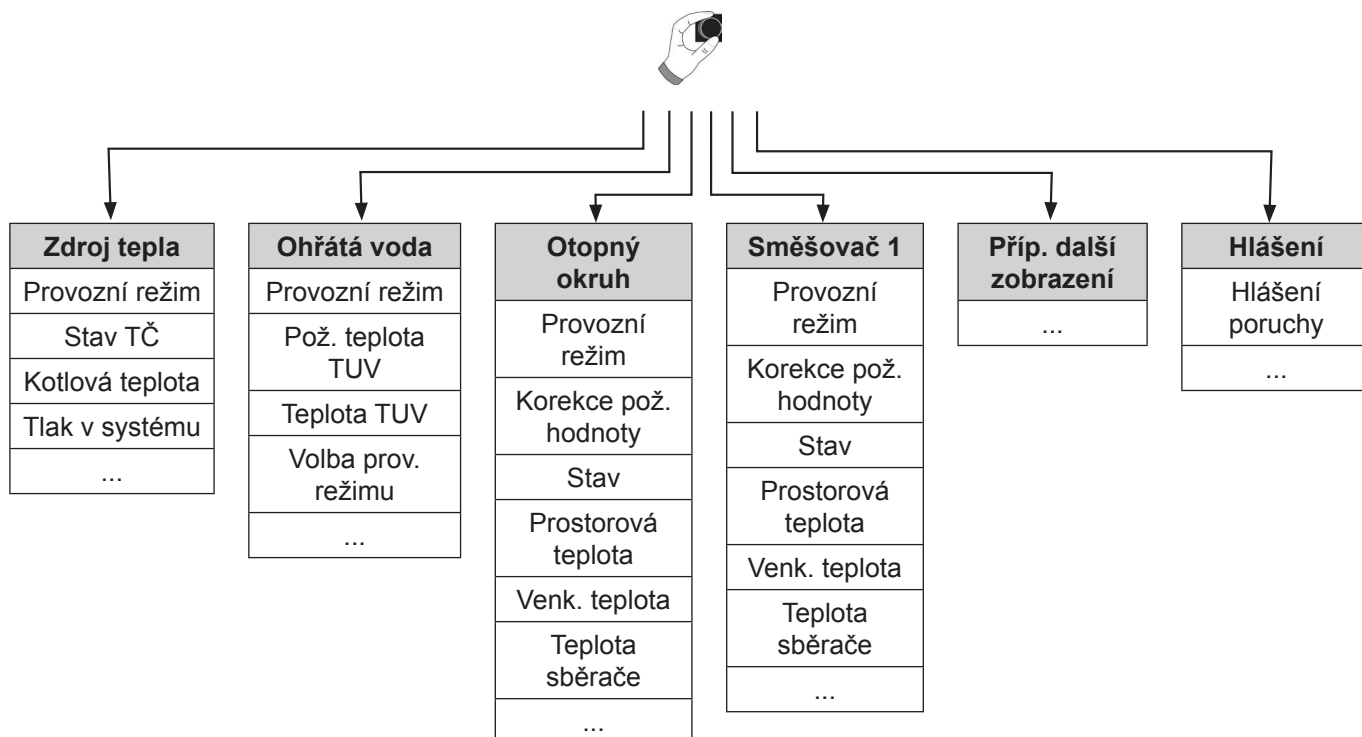 Zdroj tepla
Provozní režim
Stav TČ
Kotlová teplota
Tlak v systému
...
Ohřátá voda
Provozní režim
Pož. teplota
TUV
Teplota TUV
Volba prov.
režimu
...
Otopný
okruh
Provozní
režim
Korekce pož.
hodnoty
Stav
Prostorová
teplota
Venk. teplota
Teplota
sběrače
...
Směšovač 1
Provozní
režim
Korekce pož.
hodnoty
Stav
Prostorová
teplota
Venk. teplota
Teplota
sběrače
...
Příp. další
zobrazení
...
Hlášení
Hlášení
poruchy
...